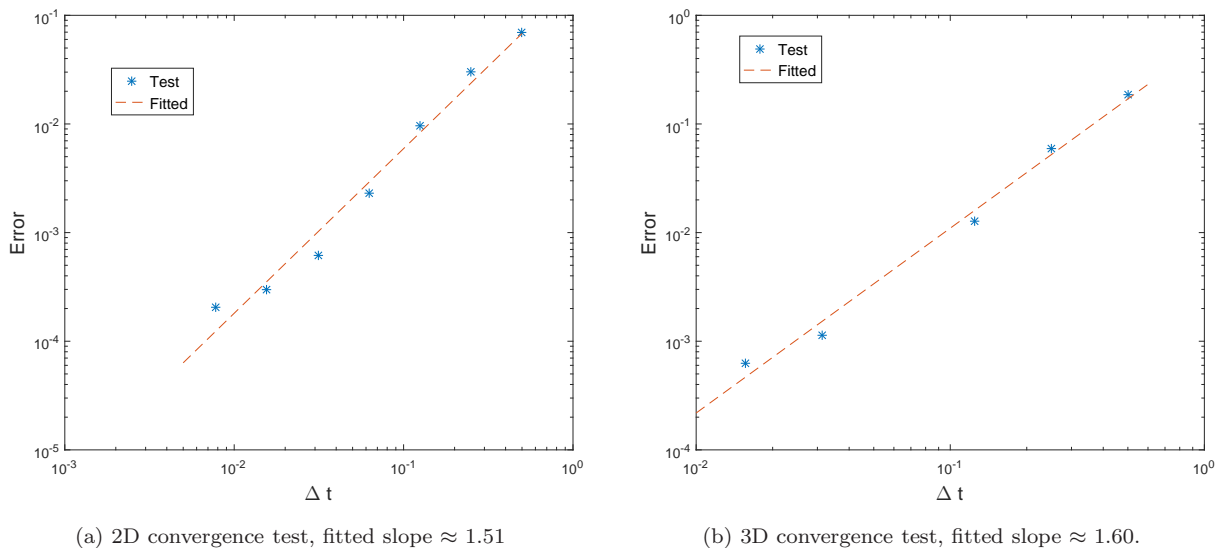 10^-1
10^-2
10^-3
10^-4
10^-5
Error
Test
Fitted
10^-3
10^-2
10^-1
10^0
Δ t
(a) 2D convergence test, fitted slope ≈ 1.51
10^0
10^-1
10^-2
10^-3
10^-4
Error
Test
Fitted
10^-2
10^-1
10^0
Δ t
(b) 3D convergence test, fitted slope ≈ 1.60.